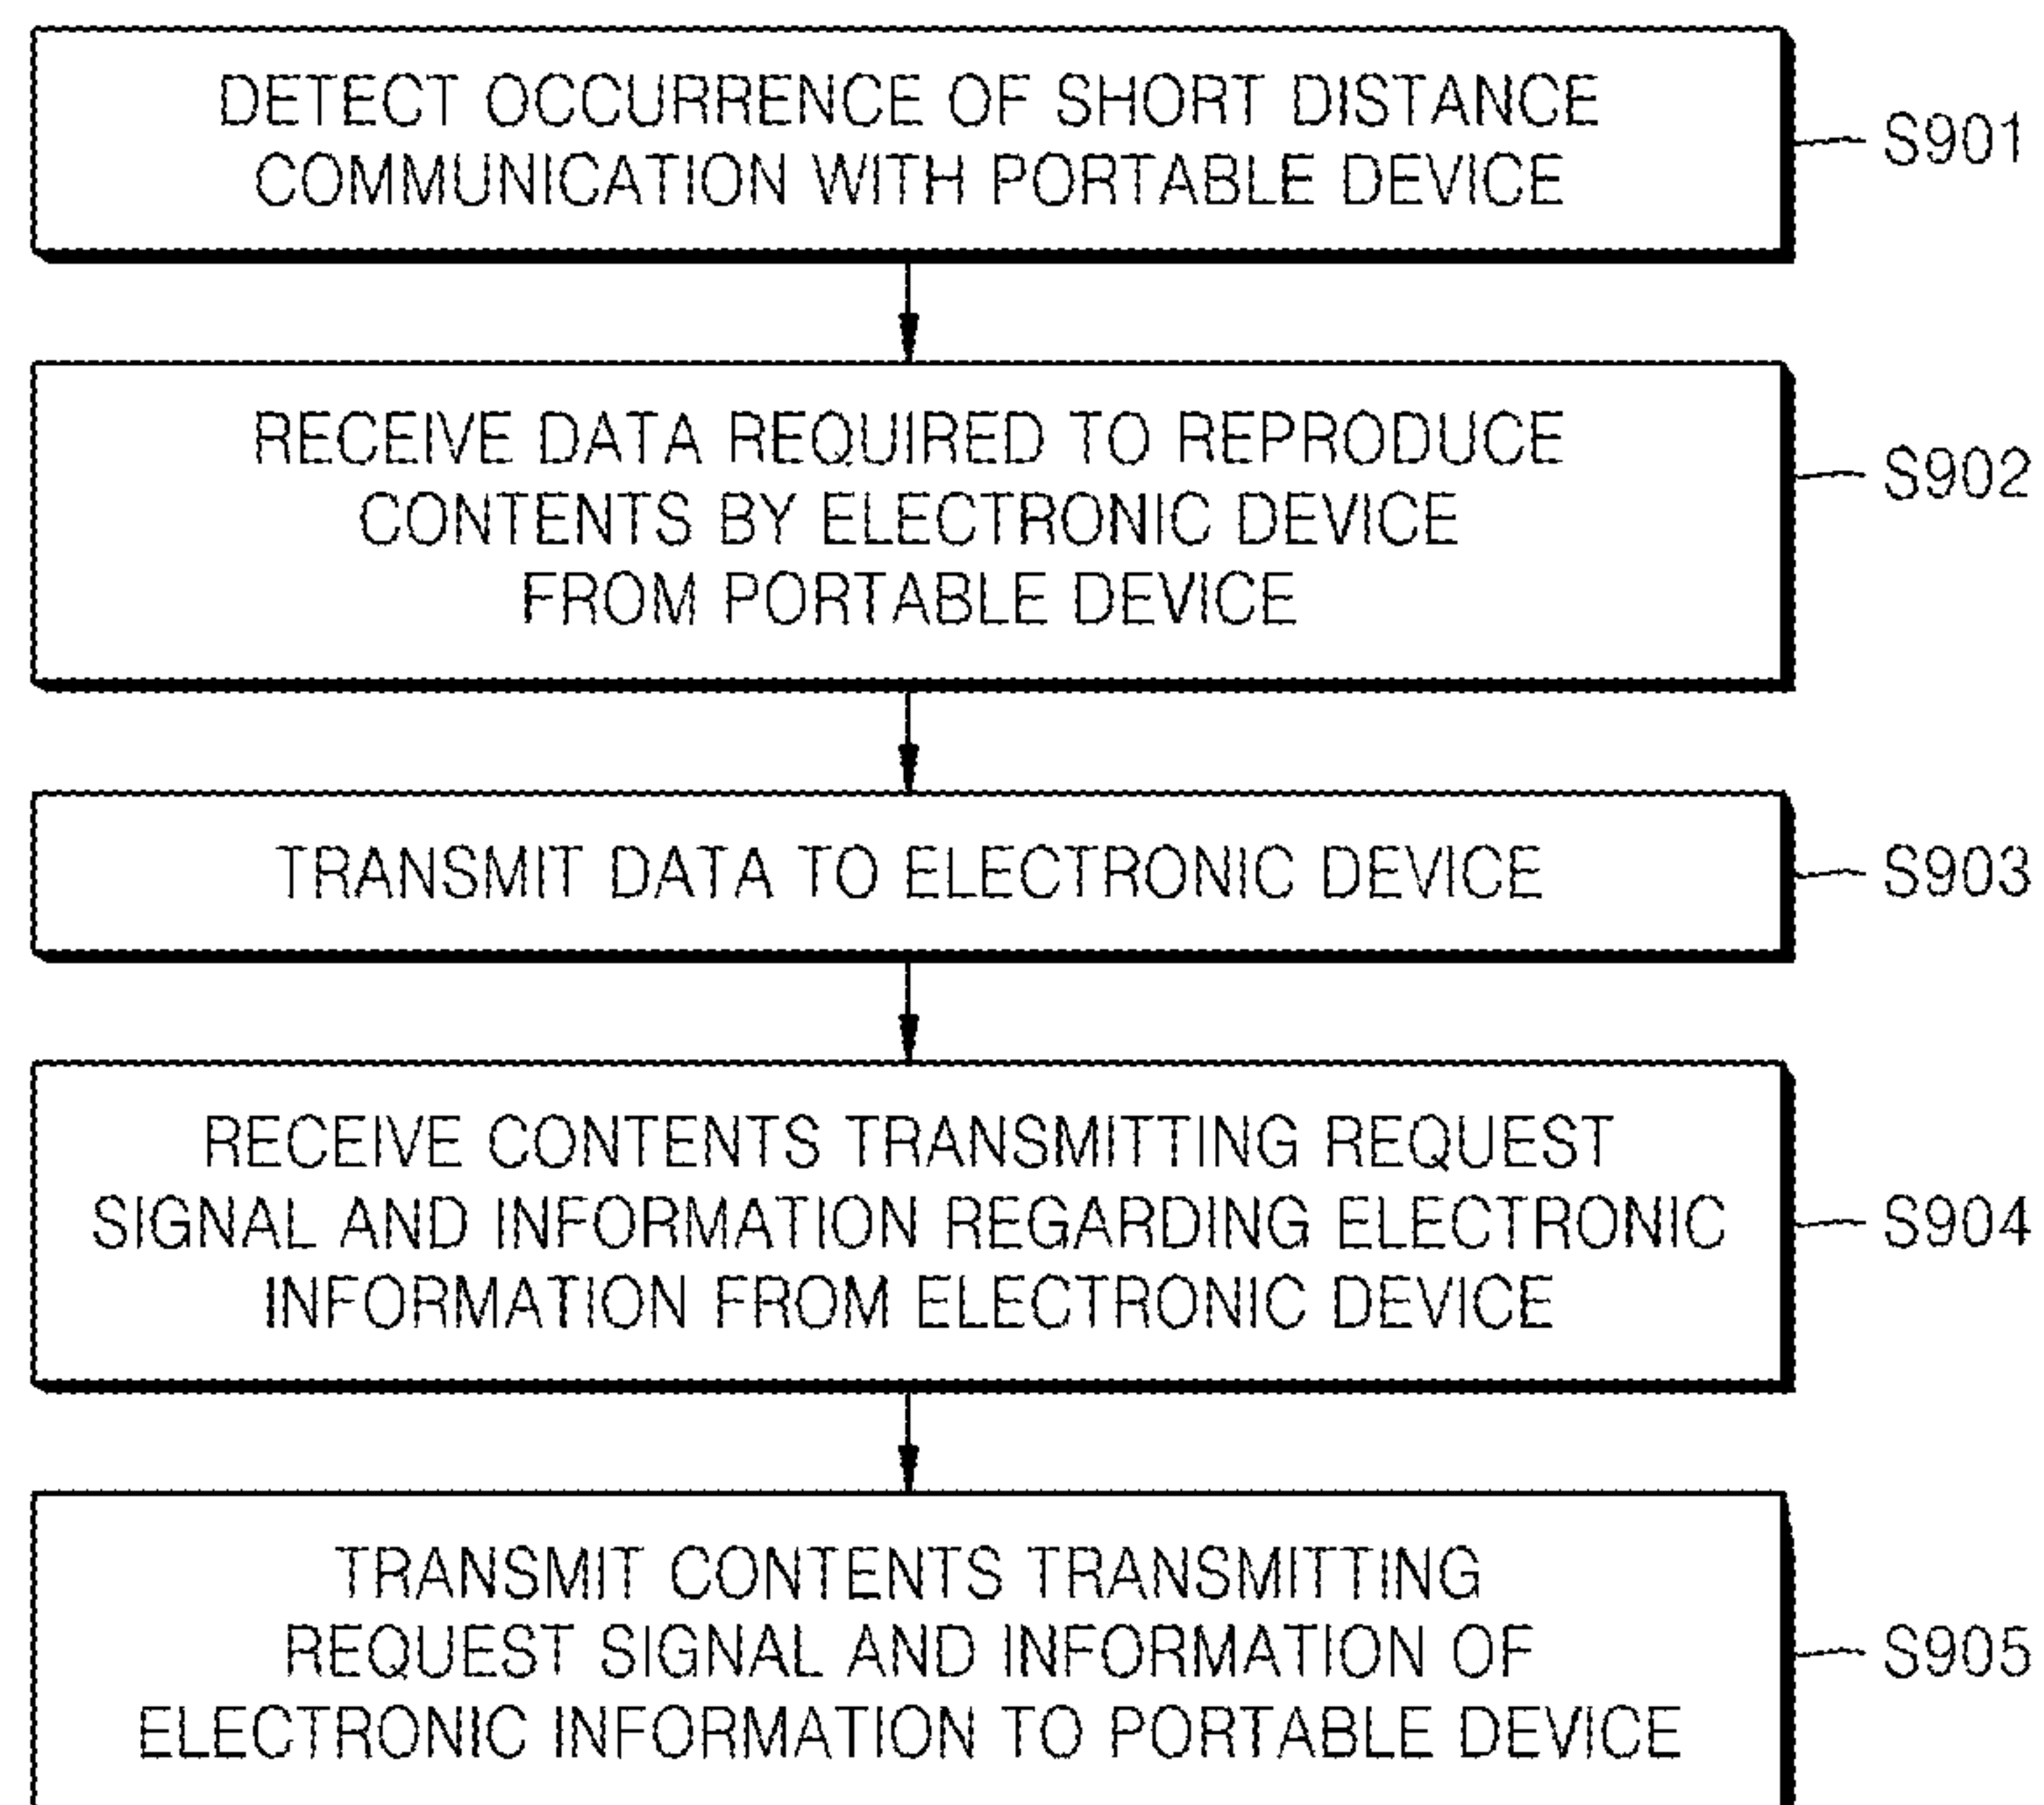 DETECT OCCURRENCE OF SHORT DISTANCE
COMMUNICATION WITH PORTABLE DEVICE
S901
RECEIVE DATA REQUIRED TO REPRODUCE
CONTENTS BY ELECTRONIC DEVICE
FROM PORTABLE DEVICE
S902
TRANSMIT DATA TO ELECTRONIC DEVICE
S903
RECEIVE CONTENTS TRANSMITTING REQUEST
SIGNAL AND INFORMATION REGARDING ELECTRONIC
INFORMATION FROM ELECTRONIC DEVICE
S904
TRANSMIT CONTENTS TRANSMITTING
REQUEST SIGNAL AND INFORMATION OF
ELECTRONIC INFORMATION TO PORTABLE DEVICE
S905